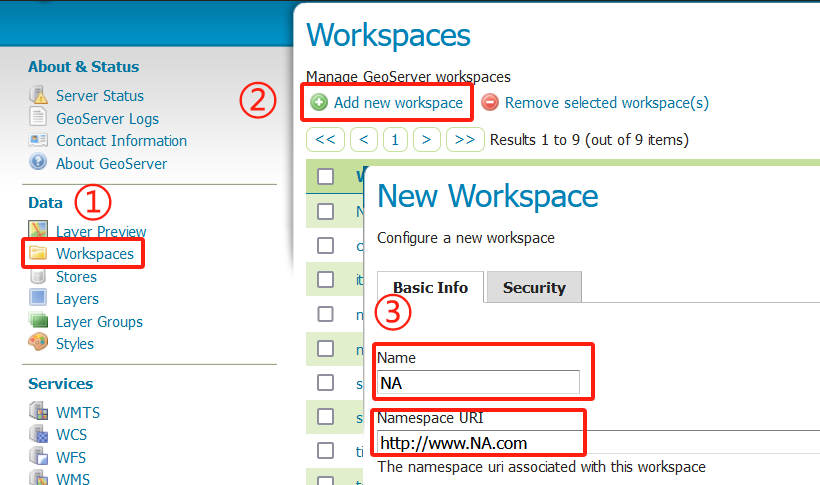 About & Status
Server Status
GeoServer Logs
Contact Information
About GeoServer
①
Data
Layer Preview
Workspaces
Stores
Layers
Layer Groups
Styles
Services
WMTS
WCS
WFS
WMS
Workspaces
Manage GeoServer workspaces
②
Add new workspace Remove selected workspace(s)
<< < 1 > >> Results 1 to 9 (out of 9 items)
New Workspace
Configure a new workspace
Basic Info Security
③
Name
NA
Namespace URI
http://www.NA.com
The namespace uri associated with this workspace